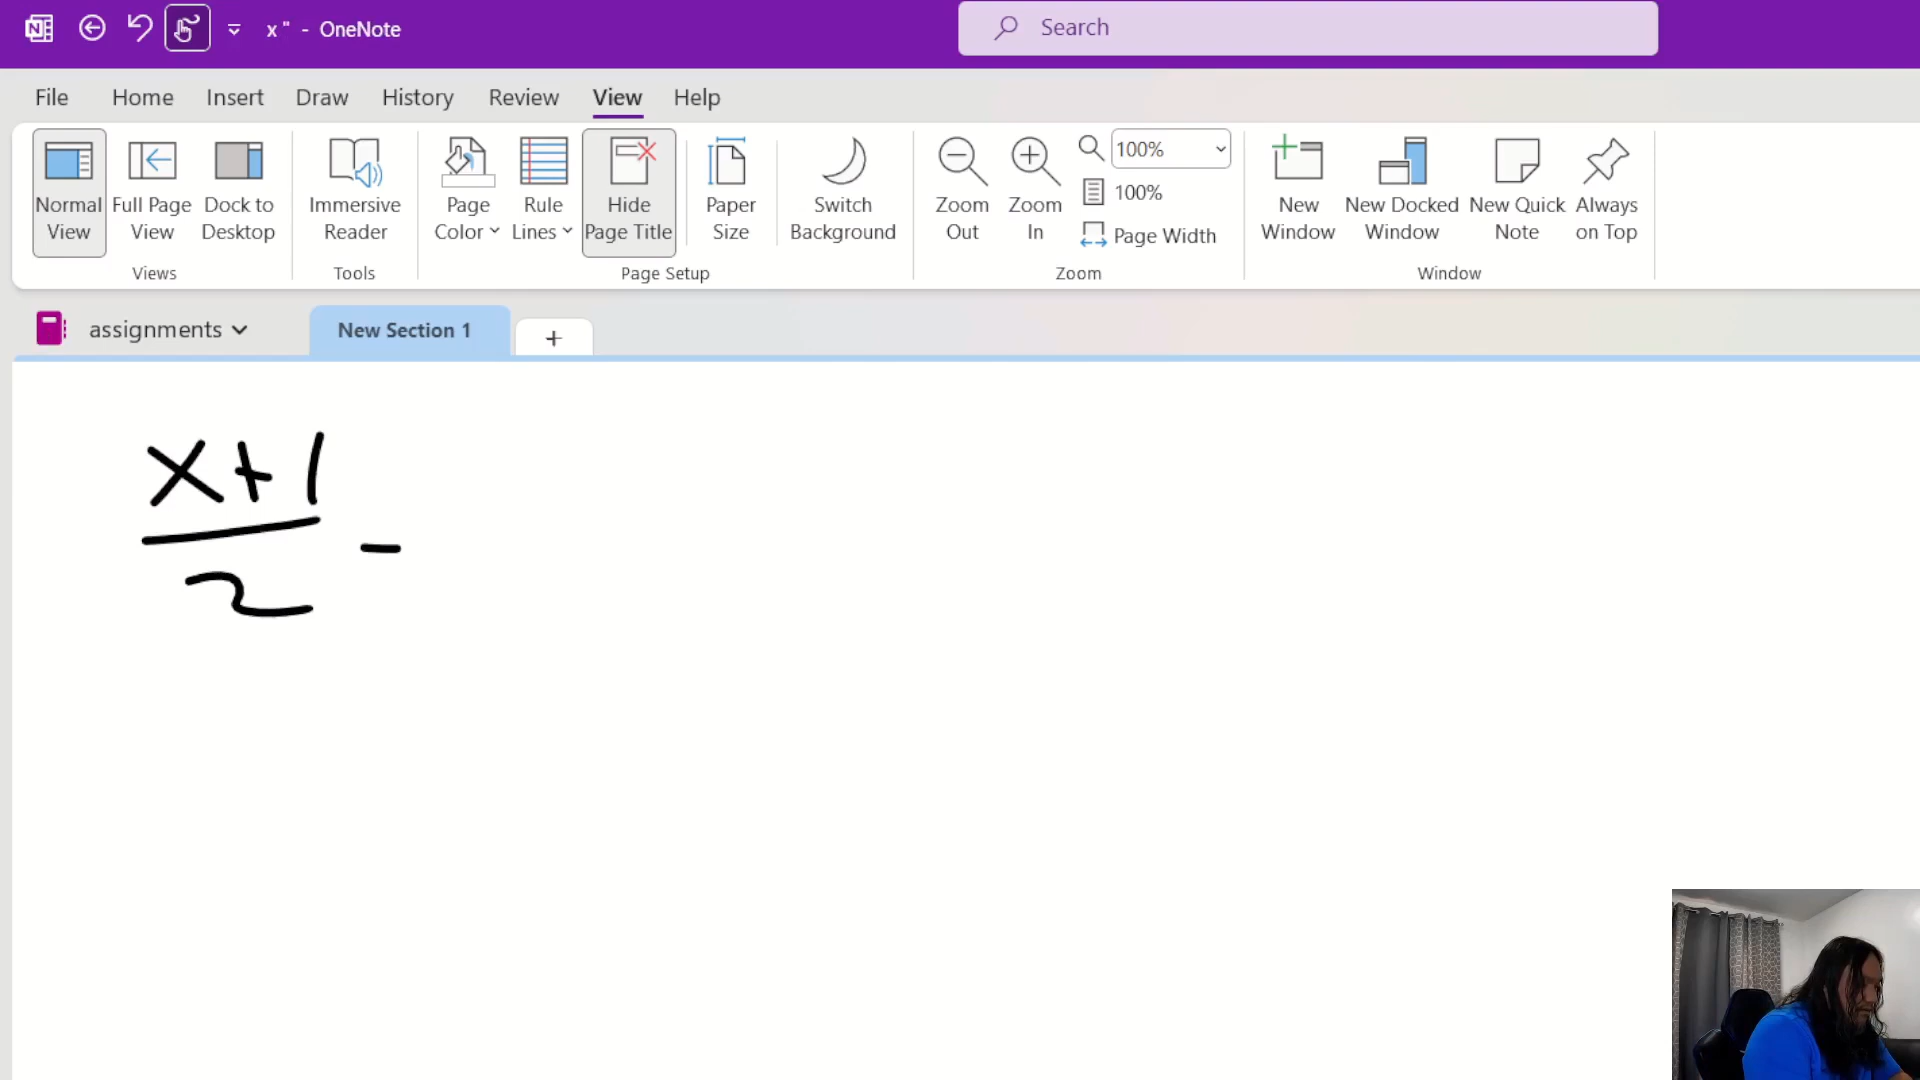 x " - OneNote
Search
File Home Insert Draw History Review View Help
Normal View
Full Page View
Dock to Desktop
Views
Immersive Reader
Tools
Page Color
Rule Lines
Hide Page Title
Paper Size
Switch Background
Page Setup
Zoom Out
Zoom In
100%
100%
Page Width
Zoom
New Window
New Docked Window
New Quick Note
Always on Top
Window
assignments
New Section 1
+
x+1
2
-